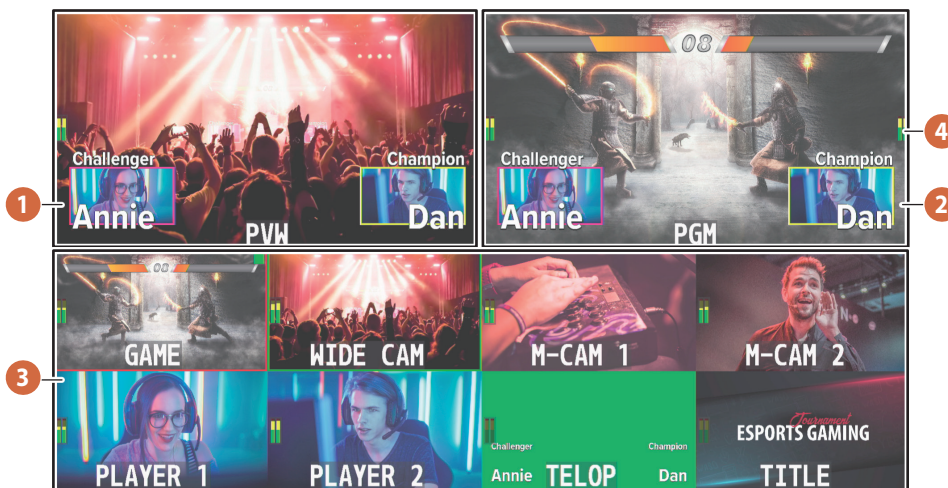 08
Challenger
Champion
Challenger
Champion
4
1
Annie
Dan
Annie
Dan
2
PVW
PGM
08
GAME
WIDE CAM
M-CAM 1
M-CAM 2
3
Tournament
ESPORTS GAMING
Challenger
Champion
PLAYER 1
PLAYER 2
Annie
TELOP
Dan
TITLE